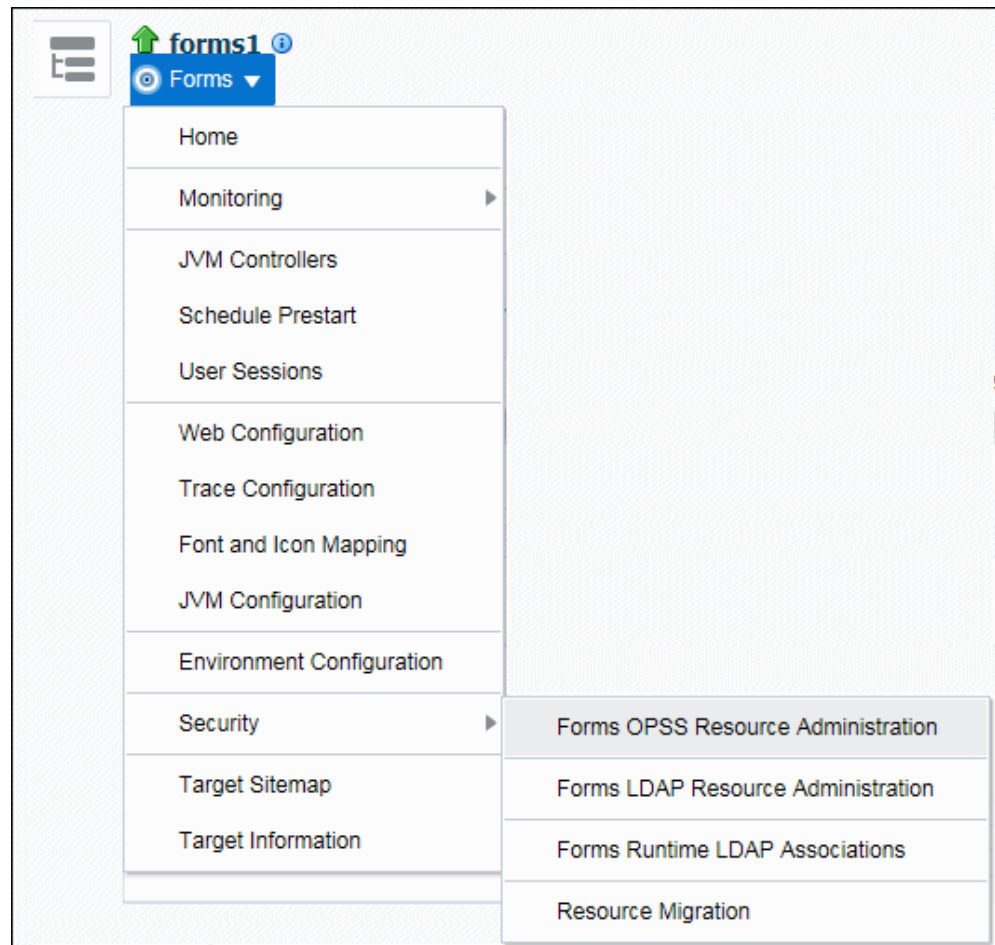 forms1
Forms
Home
Monitoring
JVM Controllers
Schedule Prestart
User Sessions
Web Configuration
Trace Configuration
Font and Icon Mapping
JVM Configuration
Environment Configuration
Security
Forms OPSS Resource Administration
Forms LDAP Resource Administration
Forms Runtime LDAP Associations
Resource Migration
Target Sitemap
Target Information